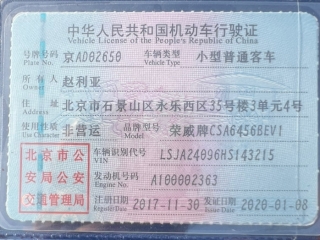 中华人民共和国机动车行驶证
Vehicle License of the People's Republic of China
号牌号码 京AD02650 车辆类型 小型普通客车
Plate No. Vehicle Type
所有人 赵利亚
Owner
住址 北京市石景山区永乐西区35号楼3单元4号
Address
使用性质 非营运 品牌型号 荣威牌CSA6456BEV1
Use Character Model
北京市公 车辆识别代号 LSJA24096HS143215
VIN
安局公安 发动机号码 A100002363
Engine No.
交通管理局 注册日期 2017-11-30 发证日期 2020-01-08
Register Date Issue Date